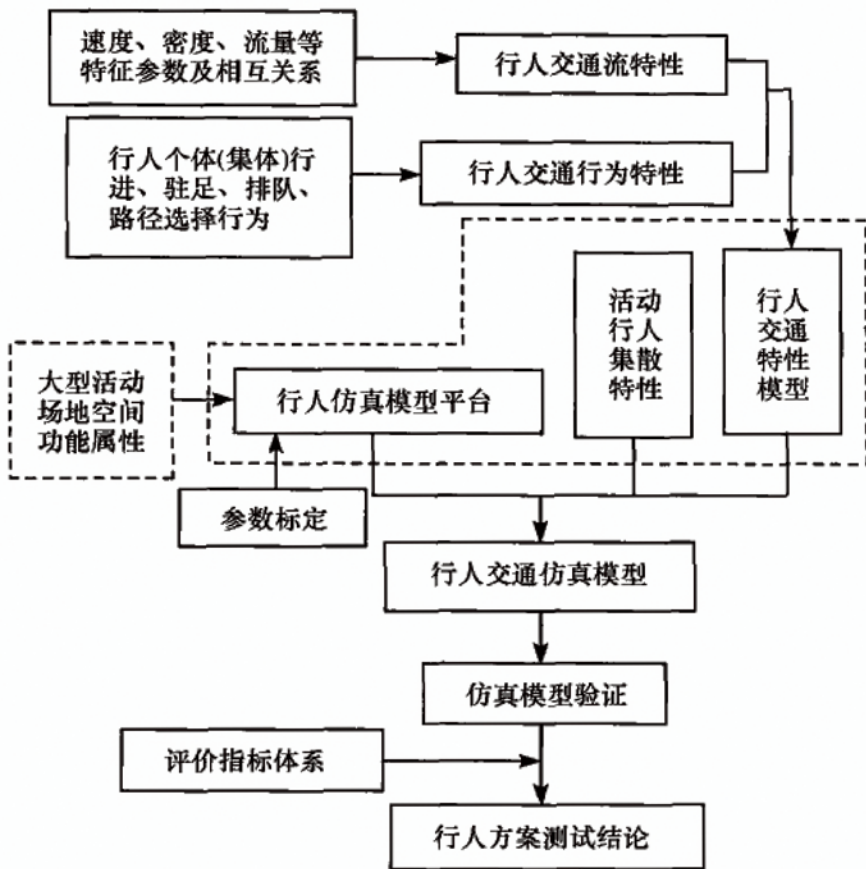 速度、密度、流量等
特征参数及相互关系
行人交通流特性
行人个体(集体)行
进、驻足、排队、
路径选择行为
行人交通行为特性
活动
行人
集散
特性
行人
交通
特性
模型
大型活动
场地空间
功能属性
行人仿真模型平台
参数标定
行人交通仿真模型
仿真模型验证
评价指标体系
行人方案测试结论